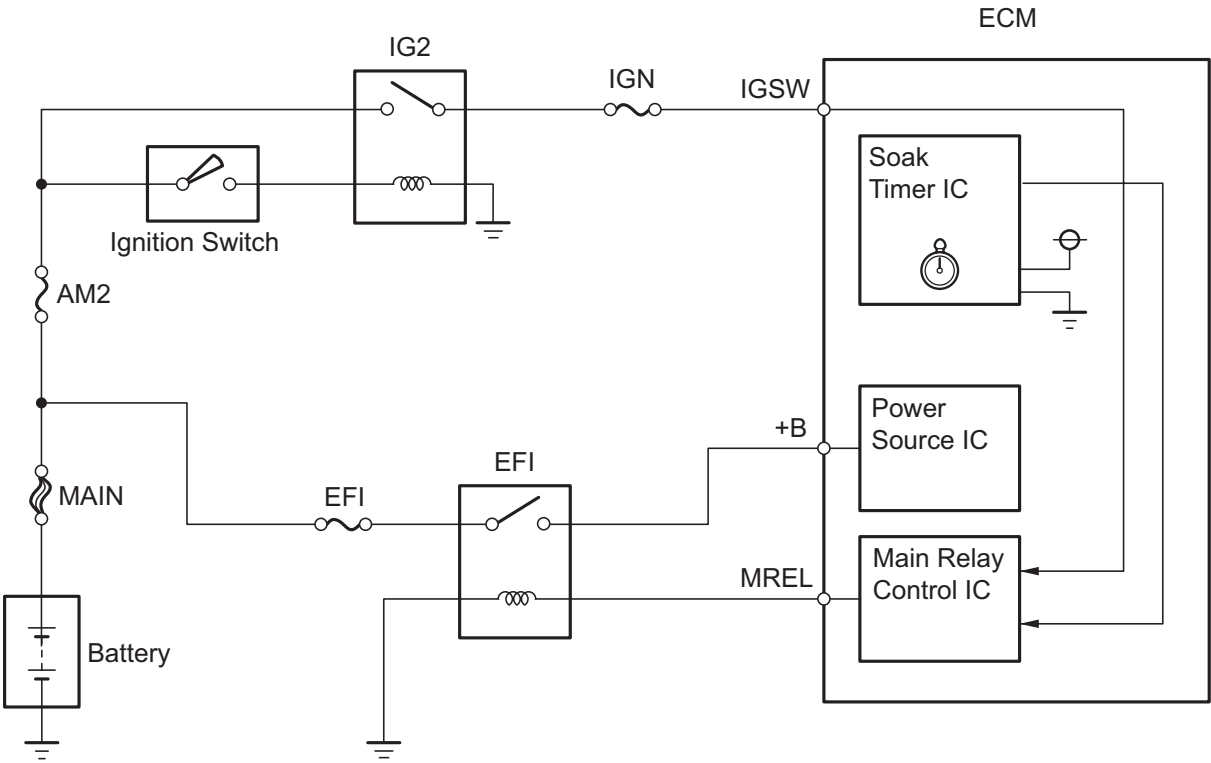 ECM
IG2
IGN
IGSW
Soak
Timer IC
Ignition Switch
AM2
Power
Source IC
+B
EFI
EFI
MAIN
Main Relay
Control IC
MREL
Battery